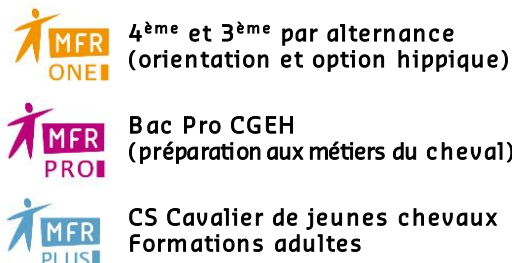 MFR
ONE
4ème et 3ème par alternance
(orientation et option hippique)
MFR
PRO
Bac Pro CGEH
(préparation aux métiers du cheval)
MFR
PLUS
CS Cavalier de jeunes chevaux
Formations adultes